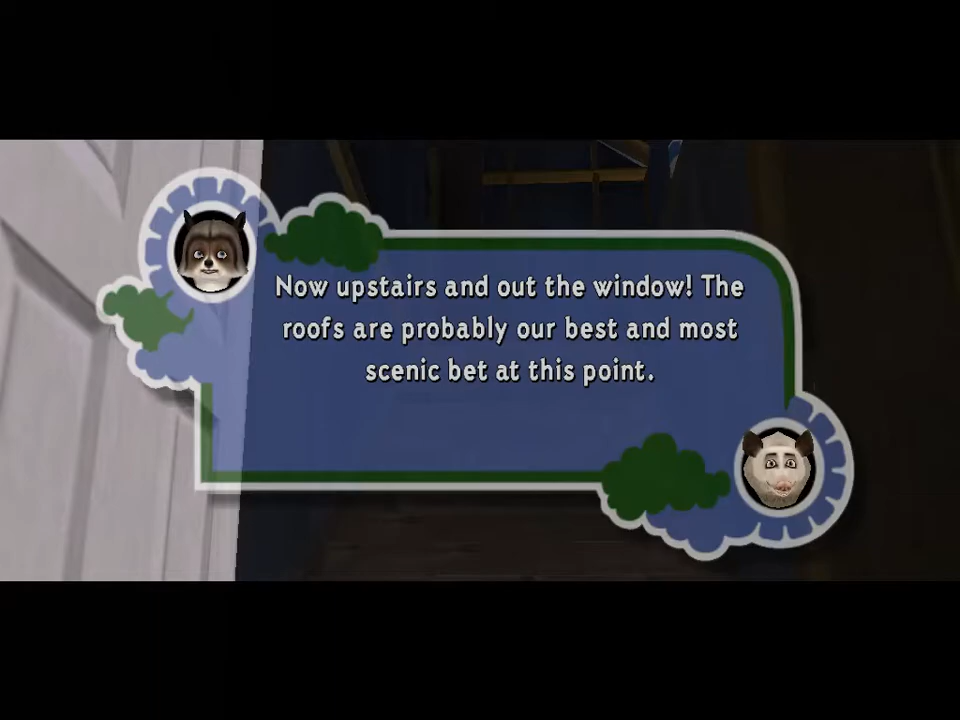 Now upstairs and out the window! The
roofs are probably our best and most
scenic bet at this point.